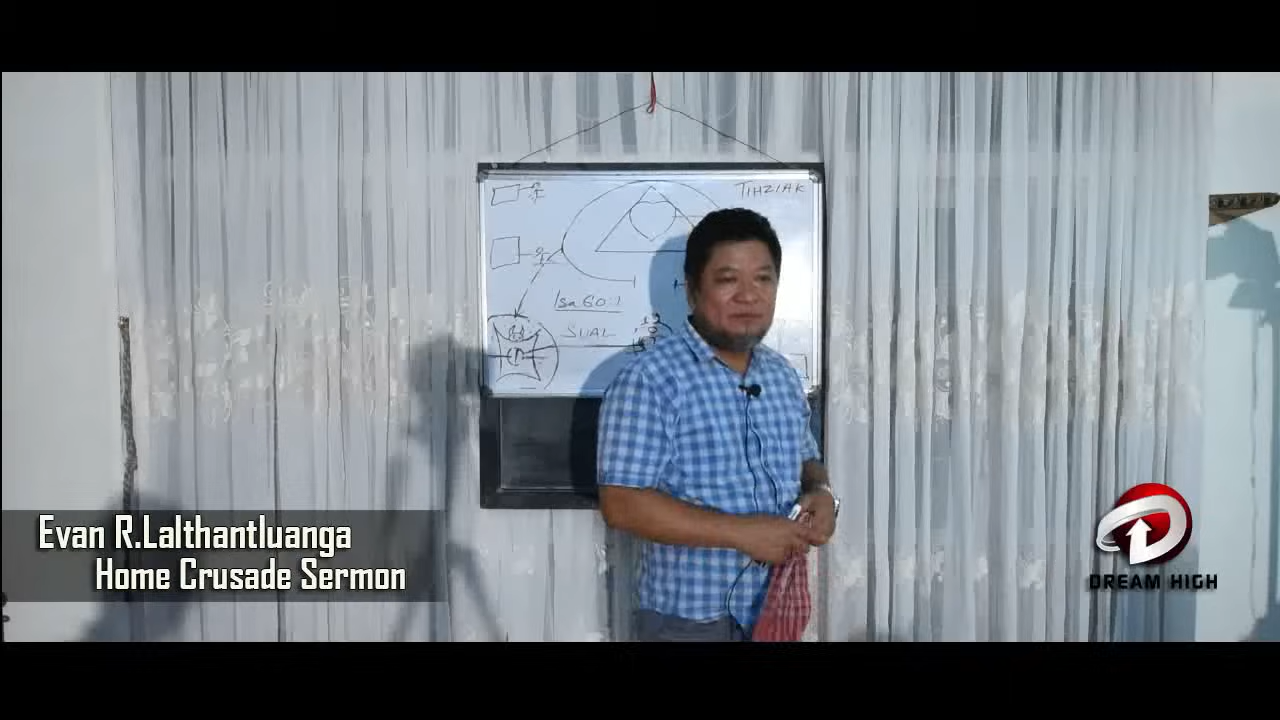 TIHZIAK
Isa 60:1
SUAL
Evan R.Lalthantluanga
Home Crusade Sermon
DREAM HIGH